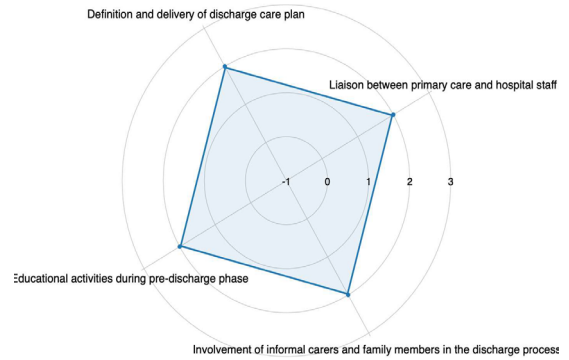 Definition and delivery of discharge care plan
Liaison between primary care and hospital staff
-1 0 1 2 3
Educational activities during pre-discharge phase
Involvement of informal carers and family members in the discharge process